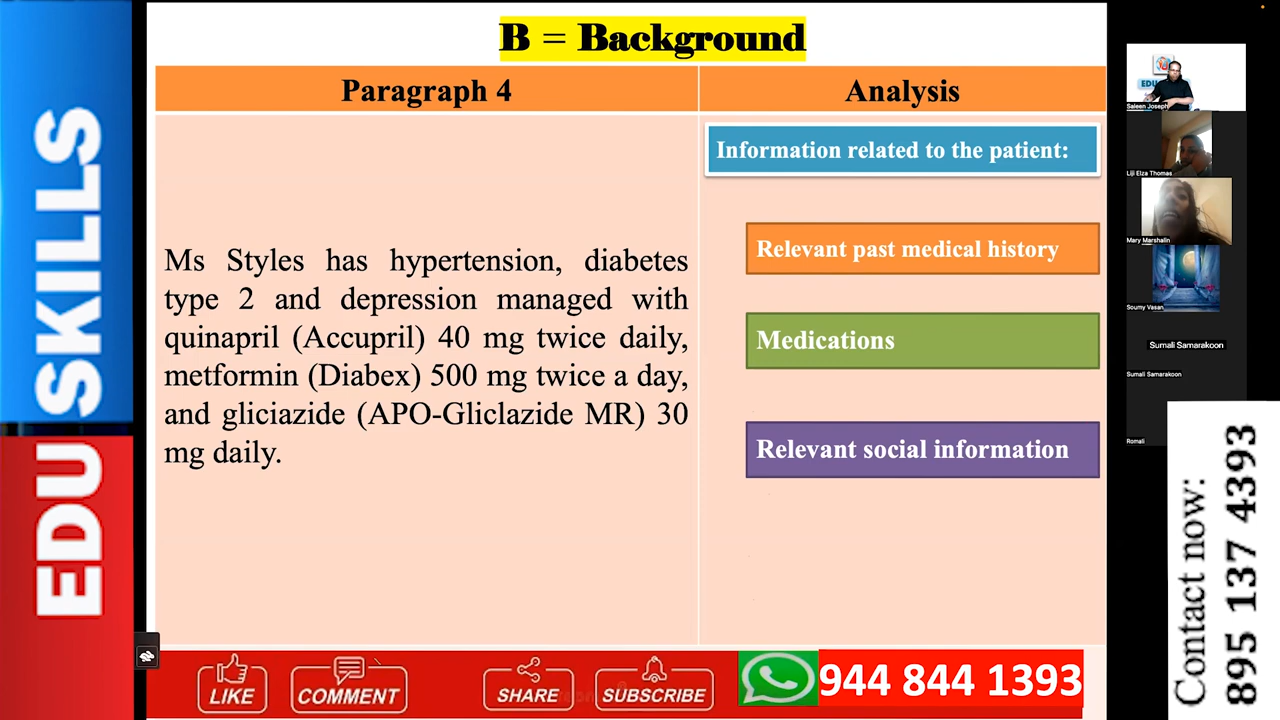 B = Background
Paragraph 4
Analysis
Ms Styles has hypertension, diabetes
type 2 and depression managed with
quinapril (Accupril) 40 mg twice daily,
metformin (Diabex) 500 mg twice a day,
and gliciazide (APO-Gliclazide MR) 30
mg daily.
Information related to the patient:
Relevant past medical history
Medications
Relevant social information
EDU SKILLS
LIKE
COMMENT
SHARE
SUBSCRIBE
944 844 1393
Saleen Joseph
Liji Elza Thomas
Mary Marshalin
Soumy Vasan
Sumali Samarakoon
Sumali Samarakoon
Romali
Contact now:
895 137 4393